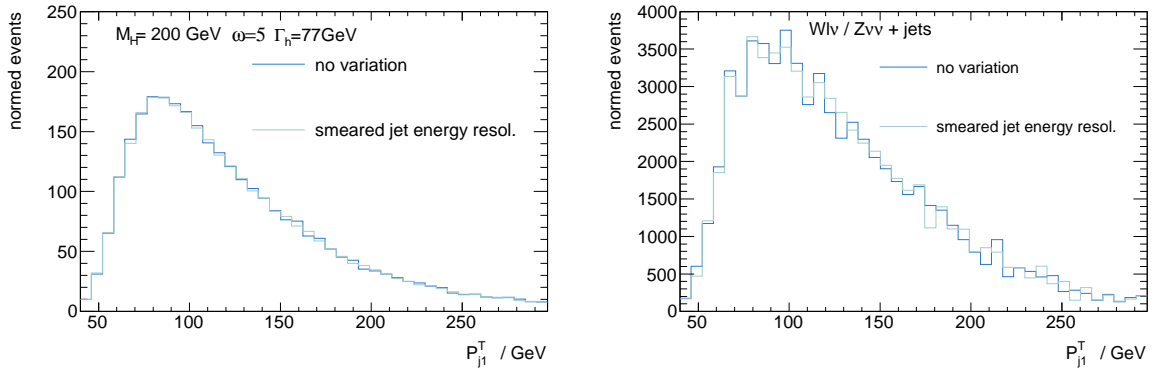 normed events
250
200
150
100
50
0
M_H= 200 GeV ω=5 Γ_h=77GeV
no variation
smeared jet energy resol.
50 100 150 200 250
P^T_j1 / GeV
normed events
4000
3500
3000
2500
2000
1500
1000
500
0
Wlν / Zνν + jets
no variation
smeared jet energy resol.
50 100 150 200 250
P^T_j1 / GeV